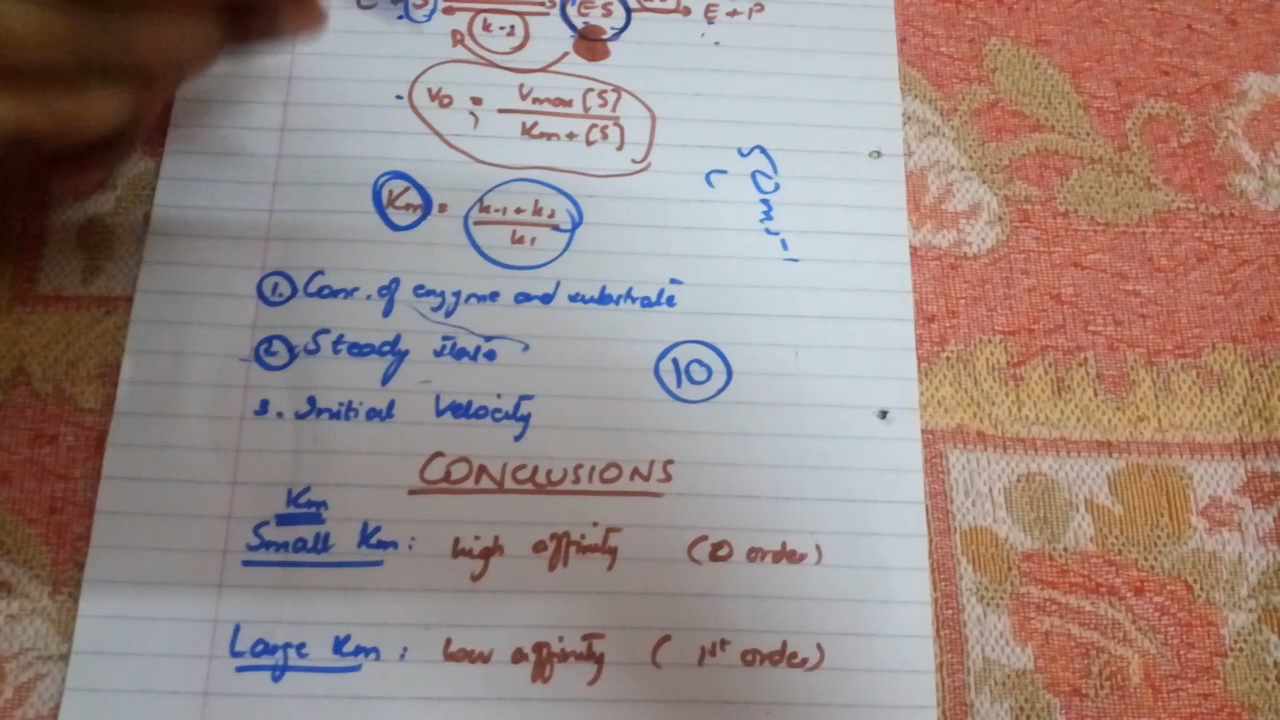 E + S ES E + P
k-2
V0 = Vmax [S]
Km + [S]
Km = k-1 + k2
k1
1. Conc. of enzyme and substrate
2. Steady state
10
3. Initial Velocity
CONCLUSIONS
Km
Small Km: high affinity (0 order)
Large Km: low affinity (1st order)